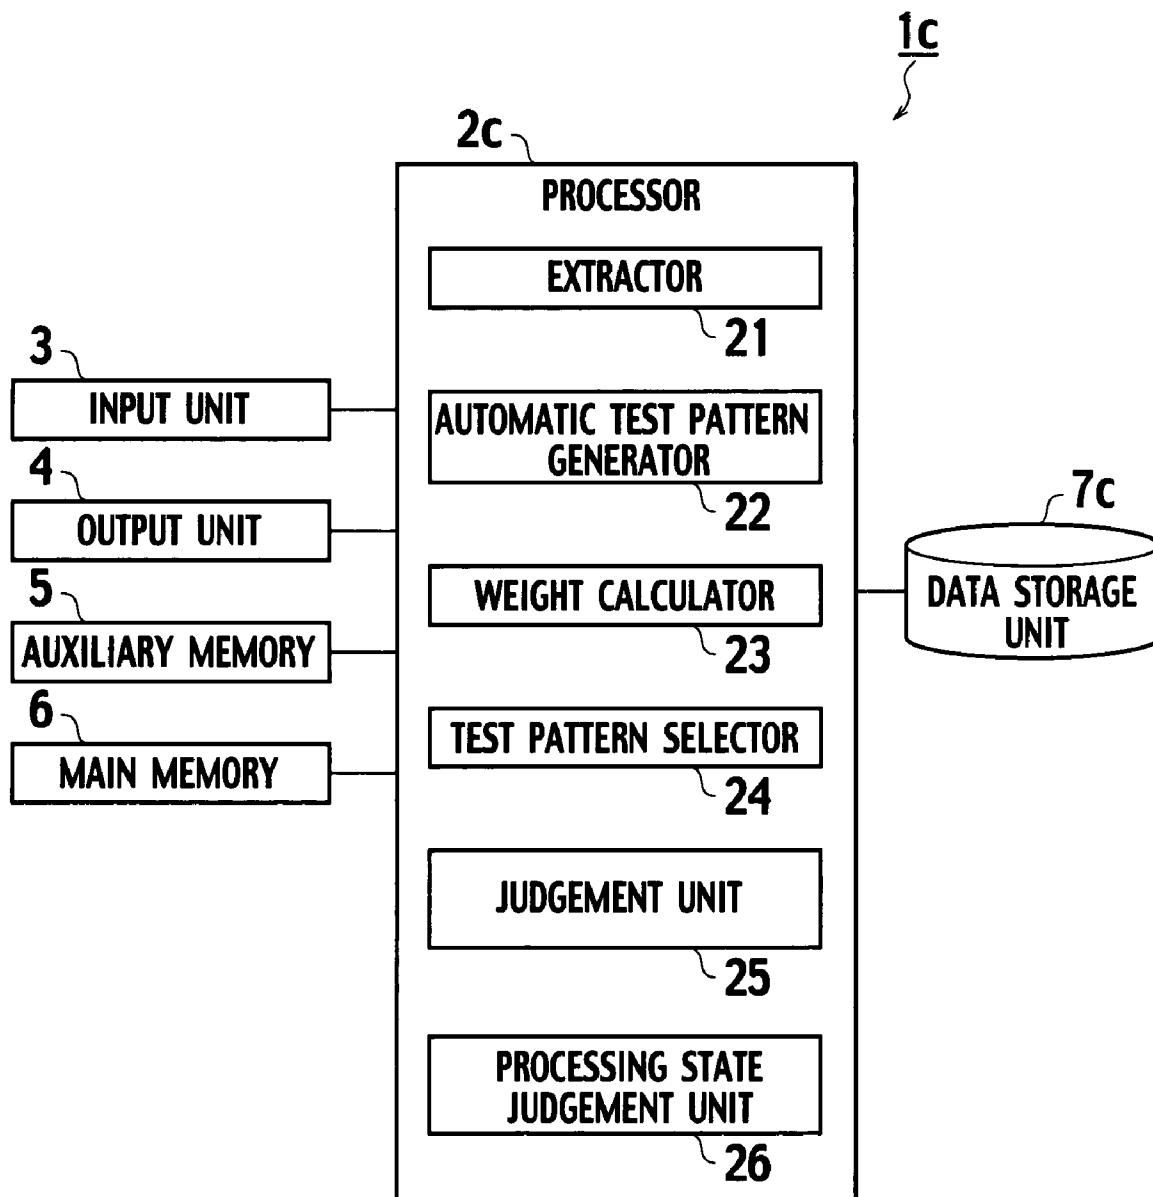 1c
2c
PROCESSOR
EXTRACTOR
21
3
INPUT UNIT
AUTOMATIC TEST PATTERN
GENERATOR
22
4
OUTPUT UNIT
7c
DATA STORAGE
UNIT
5
AUXILIARY MEMORY
WEIGHT CALCULATOR
23
6
MAIN MEMORY
TEST PATTERN SELECTOR
24
JUDGEMENT UNIT
25
PROCESSING STATE
JUDGEMENT UNIT
26